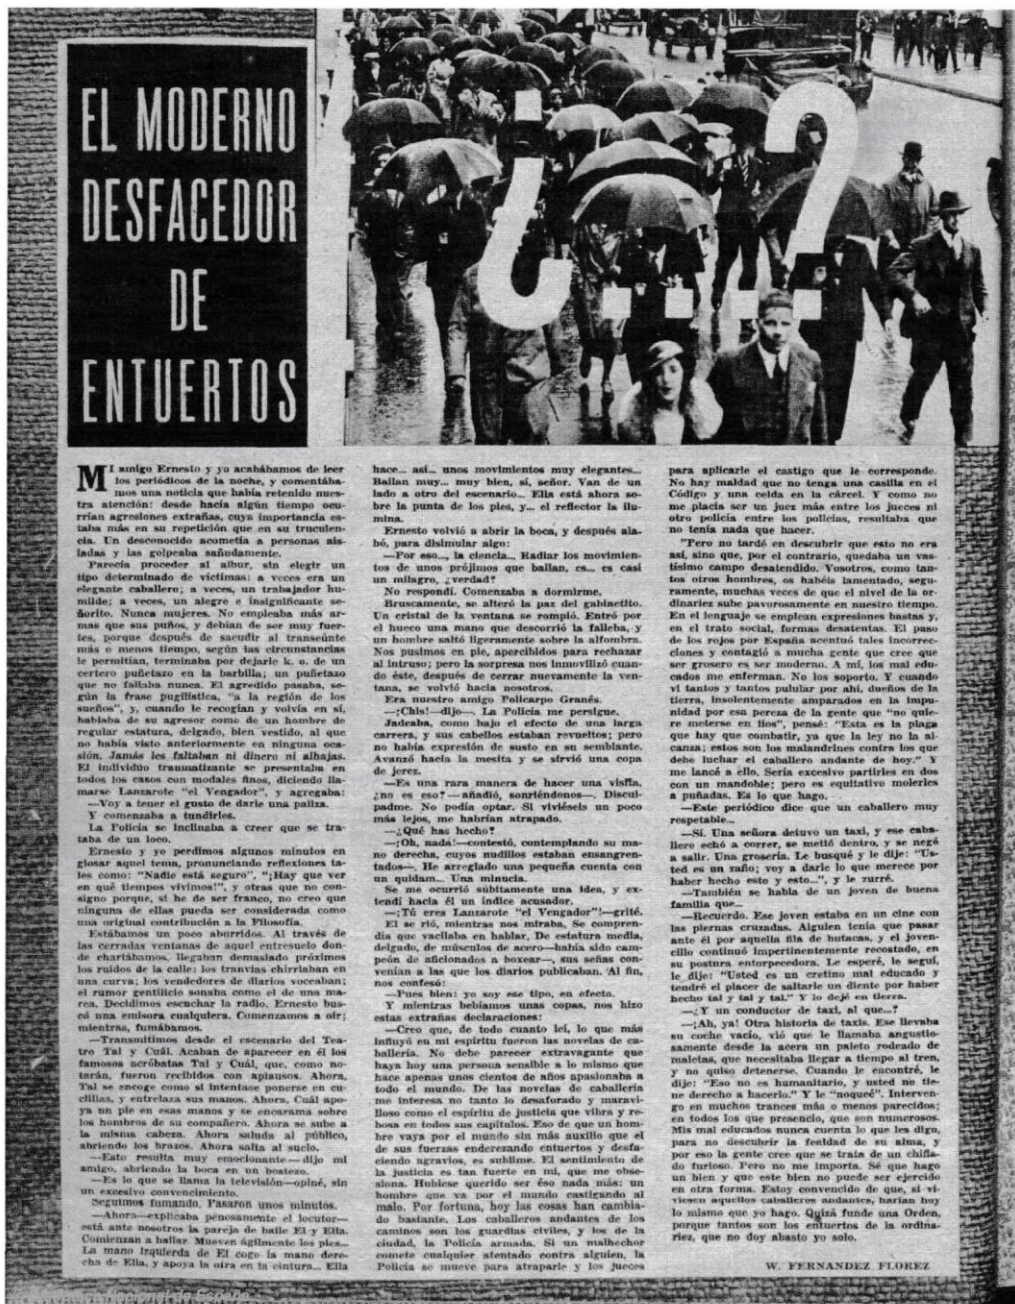 EL MODERNO
DESFACEDOR
DE
ENTUERTOS
¿...?
MI amigo Ernesto y yo acabábamos de leer
los periódicos de la noche, y comentába-
mos una noticia que había retenido nues-
tra atención: desde hacía algún tiempo ocu-
rrían agresiones extrañas, cuya importancia es-
taba más en su repetición que en su truculen-
cia. Un desconocido acometía a personas ais-
ladas y las golpeaba sañudamente.
Parecía proceder al albur, sin elegir un
tipo determinado de víctimas: a veces era un
elegante caballero; a veces, un trabajador hu-
milde; a veces, un alegre e insignificante se-
ñorito. Nunca mujeres. No empleaba más ar-
mas que sus puños, y debían de ser muy fuer-
tes, porque después de sacudir al transeúnte
más o menos tiempo, según las circunstancias
le permitían, terminaba por dejarle k. o. de un
certero puñetazo en la barbilla; un puñetazo
que no fallaba nunca. El agredido pasaba, se-
gún la frase pugilística, "a la región de los
sueños", y, cuando le recogían y volvía en sí,
hablaba de su agresor como de un hombre de
regular estatura, delgado, bien vestido, al que
no había visto anteriormente en ninguna oca-
sión. Jamás les faltaban ni dinero ni alhajas.
El individuo traumatizante se presentaba en
todos los casos con modales finos, diciendo lla-
marse Lanzarote "el Vengador", y agregaba:
—Voy a tener el gusto de darle una paliza.
Y comenzaba a tundirles.
La Policía se inclinaba a creer que se tra-
taba de un loco.
Ernesto y yo perdimos algunos minutos en
glosar aquel tema, pronunciando reflexiones ta-
les como: "Nadie está seguro", "¡Hay que ver
en qué tiempos vivimos!", y otras que no con-
signo porque, si he de ser franco, no creo que
ninguna de ellas pueda ser considerada como
una original contribución a la Filosofía.
Estábamos un poco aburridos. Al través de
las cerradas ventanas de aquel entresuelo don-
de charlábamos, llegaban demasiado próximos
los ruidos de la calle: los tranvías chirriaban en
una curva; los vendedores de diarios voceaban;
el rumor gentilicio sonaba como el de una ma-
rea. Decidimos escuchar la radio. Ernesto bus-
có una emisora cualquiera. Comenzamos a oír;
mientras, fumábamos.
—Transmitimos desde el escenario del Tea-
tro Tal y Cuál. Acaban de aparecer en él los
famosos acróbatas Tal y Cuál, que, como no-
tarán, fueron recibidos con aplausos. Ahora,
Tal se encoge como si intentase ponerse en cu-
clillas, y entrelaza sus manos. Ahora, Cuál apo-
ya un pie en esas manos y se encarama sobre
los hombros de su compañero. Ahora se sube a
la misma cabeza. Ahora saluda al público,
abriendo los brazos. Ahora salta al suelo.
—Esto resulta muy emocionante—dijo mi
amigo, abriendo la boca en un bostezo.
—Es lo que se llama la televisión—opiné, sin
un excesivo convencimiento.
Seguimos fumando. Pasaron unos minutos.
—Ahora—explicaba penosamente el locutor—
está ante nosotros la pareja de baile El y Ella.
Comienzan a bailar. Mueven ágilmente los pies...
La mano izquierda de El coge la mano dere-
cha de Ella, y apoya la otra en la cintura... Ella
hace... así... unos movimientos muy elegantes...
Bailan muy... muy bien, sí, señor. Van de un
lado a otro del escenario... Ella está ahora so-
bre la punta de los pies, y... el reflector la ilu-
mina.
Ernesto volvió a abrir la boca, y después ala-
bó, para disimular algo:
—Por eso..., la ciencia... Radiar los movimien-
tos de unos prójimos que bailan, es... es casi
un milagro, ¿verdad?
No respondí. Comenzaba a dormirme.
Bruscamente, se alteró la paz del gabinetito.
Un cristal de la ventana se rompió. Entró por
el hueco una mano que descorrió la falleba, y
un hombre saltó ligeramente sobre la alfombra.
Nos pusimos en pie, apercibidos para rechazar
al intruso; pero la sorpresa nos inmovilizó cuan-
do éste, después de cerrar nuevamente la ven-
tana, se volvió hacia nosotros.
Era nuestro amigo Policarpo Granés.
—¡Chis!—dijo—. La Policía me persigue.
Jadeaba, como bajo el efecto de una larga
carrera, y sus cabellos estaban revueltos; pero
no había expresión de susto en su semblante.
Avanzó hacia la mesita y se sirvió una copa
de jerez.
—Es una rara manera de hacer una visita,
¿no es eso?—añadió, sonriéndonos—. Discul-
padme. No podía optar. Si vivieseis un poco
más lejos, me habrían atrapado.
—¿Qué has hecho?
—¡Oh, nada!—contestó, contemplando su ma-
no derecha, cuyos nudillos estaban ensangren-
tados—. He arreglado una pequeña cuenta con
un quidam... Una minucia.
Se me ocurrió súbitamente una idea, y ex-
tendí hacia él un índice acusador.
—¡Tú eres Lanzarote "el Vengador"!—grité.
El se rió, mientras nos miraba. Se compren-
día que vacilaba en hablar. De estatura media,
delgado, de músculos de acero—había sido cam-
peón de aficionados a boxear—, sus señas con-
venían a las que los diarios publicaban. Al fin,
nos confesó:
—Pues bien: yo soy ese tipo, en efecto.
Y mientras bebíamos unas copas, nos hizo
estas extrañas declaraciones:
—Creo que, de todo cuanto leí, lo que más
influyó en mi espíritu fueron las novelas de ca-
ballería. No debe parecer extravagante que
haya hoy una persona sensible a lo mismo que
hace apenas unos cientos de años apasionaba a
todo el mundo. De las novelas de caballería
me interesa no tanto lo desaforado y maravi-
lloso como el espíritu de justicia que vibra y re-
bosa en todos sus capítulos. Eso de que un hom-
bre vaya por el mundo sin más auxilio que el
de sus fuerzas enderezando entuertos y desfa-
ciendo agravios, es sublime. El sentimiento de
la justicia es tan fuerte en mí, que me obse-
siona. Hubiese querido ser éso nada más: un
hombre que va por el mundo castigando al
malo. Por fortuna, hoy las cosas han cambia-
do bastante. Los caballeros andantes de los
caminos son los guardias civiles, y los de la
ciudad, la Policía armada. Si un malhechor
comete cualquier atentado contra alguien, la
Policía se mueve para atraparle y los jueces
para aplicarle el castigo que le corresponde.
No hay maldad que no tenga una casilla en el
Código y una celda en la cárcel. Y como no
me placía ser un juez más entre los jueces ni
otro policía entre los policías, resultaba que
no tenía nada que hacer.
"Pero no tardé en descubrir que esto no era
así, sino que, por el contrario, quedaba un vas-
tísimo campo desatendido. Vosotros, como tan-
tos otros hombres, os habéis lamentado, segu-
ramente, muchas veces de que el nivel de la or-
dinariez sube pavorosamente en nuestro tiempo.
En el lenguaje se emplean expresiones bastas y,
en el trato social, formas desatentas. El paso
de los rojos por España acentuó tales incorrec-
ciones y contagió a mucha gente que cree que
ser grosero es ser moderno. A mí, los mal edu-
cados me enferman. No los soporto. Y cuando
vi tantos y tantos pulular por ahí, dueños de la
tierra, insolentemente amparados en la impu-
nidad por esa pereza de la gente que "no quie-
re meterse en líos", pensé: "Esta es la plaga
que hay que combatir, ya que la ley no la al-
canza; estos son los malandrines contra los que
debe luchar el caballero andante de hoy." Y
me lancé a ello. Sería excesivo partirles en dos
con un mandoble; pero es equitativo molerles
a puñadas. Es lo que hago.
—Este periódico dice que un caballero muy
respetable...
—Sí. Una señora detuvo un taxi, y ese caba-
llero echó a correr, se metió dentro, y se negó
a salir. Una grosería. Le busqué y le dije: "Us-
ted es un zafio; voy a darle lo que merece por
haber hecho esto y esto...", y le zurré.
—También se habla de un joven de buena
familia que...
—Recuerdo. Ese joven estaba en un cine con
las piernas cruzadas. Alguien tenía que pasar
ante él por aquella fila de butacas, y el joven-
cillo continuó impertinentemente recostado, en
su postura entorpecedora. Le esperé, le seguí,
le dije: "Usted es un cretino mal educado y
tendré el placer de saltarle un diente por haber
hecho tal y tal y tal." Y lo dejé en tierra.
—¿Y un conductor de taxi, al que...?
—¡Ah, ya! Otra historia de taxis. Ese llevaba
su coche vacío, vió que le llamaba angustio-
samente desde la acera un paleto rodeado de
maletas, que necesitaba llegar a tiempo al tren,
y no quiso detenerse. Cuando le encontré, le
dije: "Eso no es humanitario, y usted no tie-
ne derecho a hacerlo." Y le "noqueé". Interven-
go en muchos trances más o menos parecidos;
en todos los que presencio, que son numerosos.
Mis mal educados nunca cuenta lo que les digo,
para no descubrir la fealdad de su alma, y
por eso la gente cree que se trata de un chifla-
do furioso. Pero no me importa. Sé que hago
un bien y que este bien no puede ser ejercido
en otra forma. Estoy convencido de que, si vi-
viesen aquellos caballeros andantes, harían hoy
lo mismo que yo hago. Quizá funde una Orden,
porque tantos son los entuertos de la ordina-
riez, que no doy abasto yo solo.
W. FERNANDEZ FLOREZ
Nacional de España